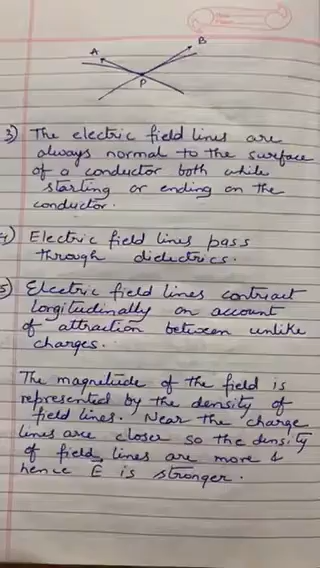 A
B
P
3) The electric field lines are
always normal to the surface
of a conductor both while
starting or ending on the
conductor.
4) Electric field lines pass
through dielectrics.
5) Electric field lines contract
longitudinally on account
of attraction between unlike
charges.
The magnitude of the field is
represented by the density of
field lines. Near the charge
lines are closer so the density
of field lines are more &
hence E⃗ is stronger.